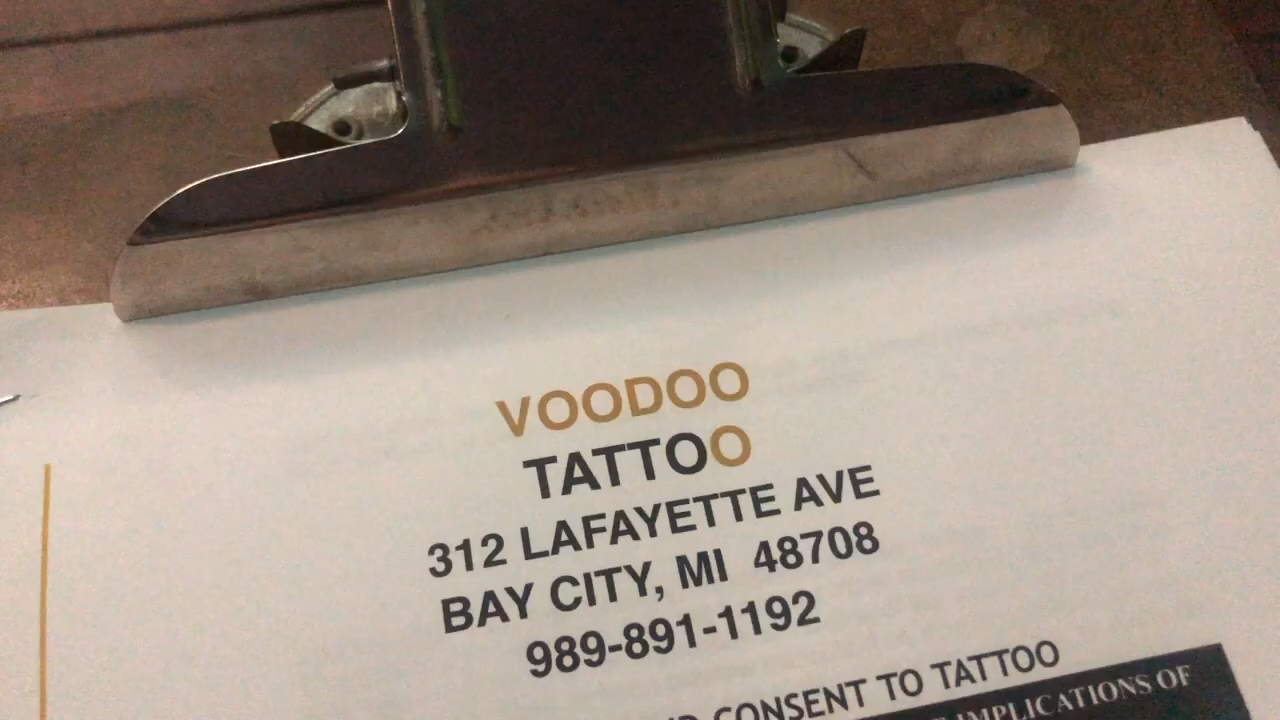 VOODOO
TATTOO
312 LAFAYETTE AVE
BAY CITY, MI 48708
989-891-1192
CONSENT TO TATTOO
IMPLICATIONS OF